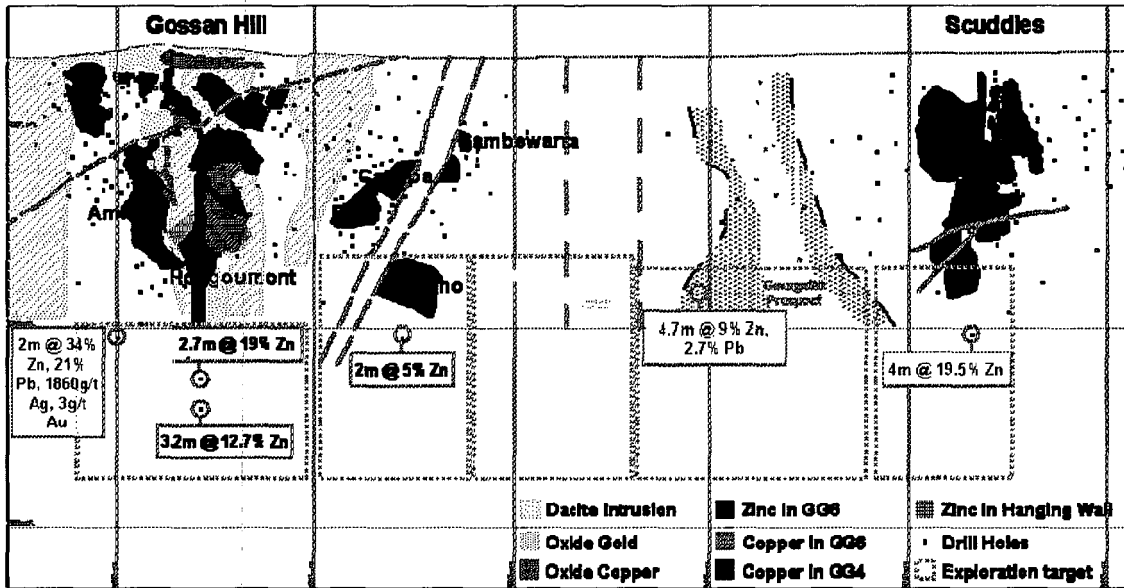 Gossan Hill
Scuddles
Hougoumont
2m @ 34%
Zn, 21%
Pb, 1860g/t
Ag, 3g/t
Au
2.7m @ 19% Zn
3.2m @ 12.7% Zn
2m @ 5% Zn
4.7m @ 9% Zn,
2.7% Pb
Prospect
4m @ 19.5% Zn
Dacite Intrusion
Zinc in GG6
Zinc in Hanging Wall
Oxide Gold
Copper in GG6
Drill Holes
Oxide Copper
Copper in GG4
Exploration target